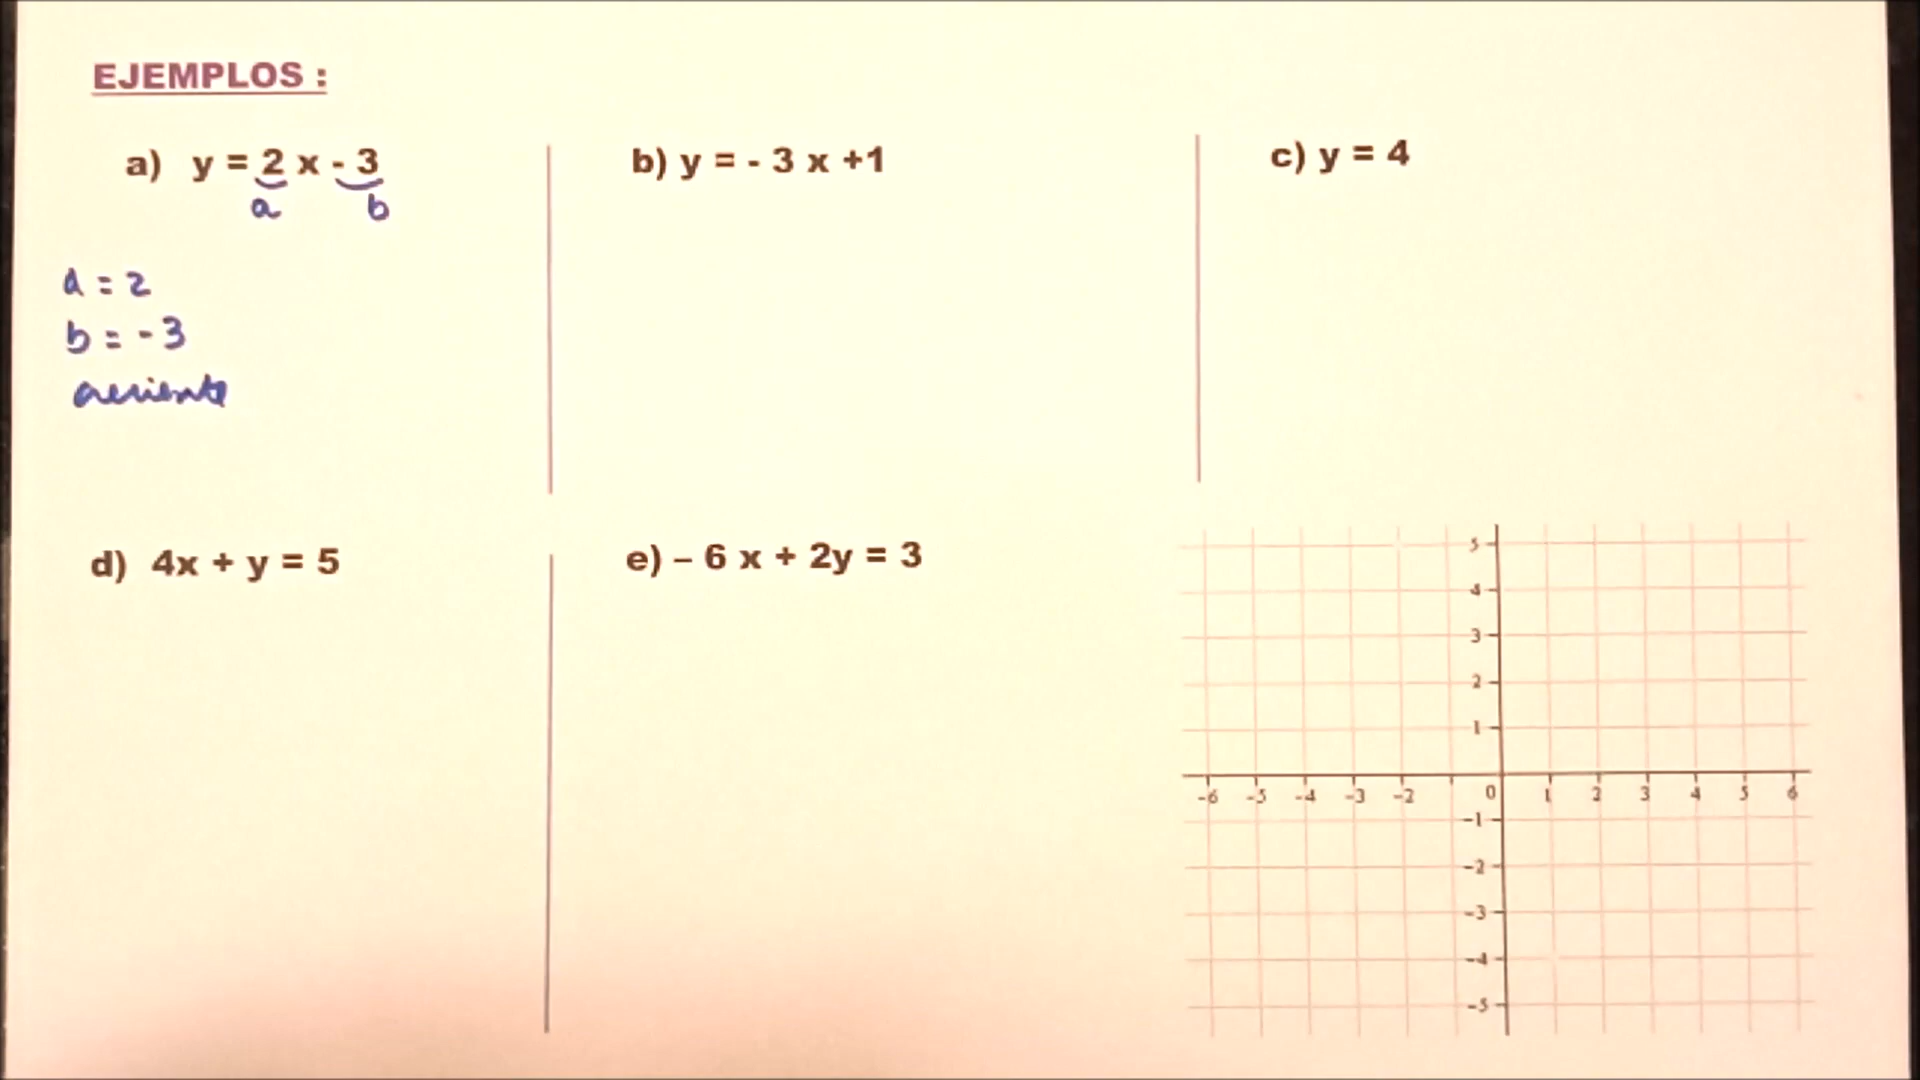 EJEMPLOS :
a) y = 2 x - 3
a b
a = 2
b = - 3
creciente
b) y = - 3 x +1
c) y = 4
d) 4x + y = 5
e) – 6 x + 2y = 3
5
4
3
2
1
-6 -5 -4 -3 -2 0 1 2 3 4 5 6
-1
-2
-3
-4
-5